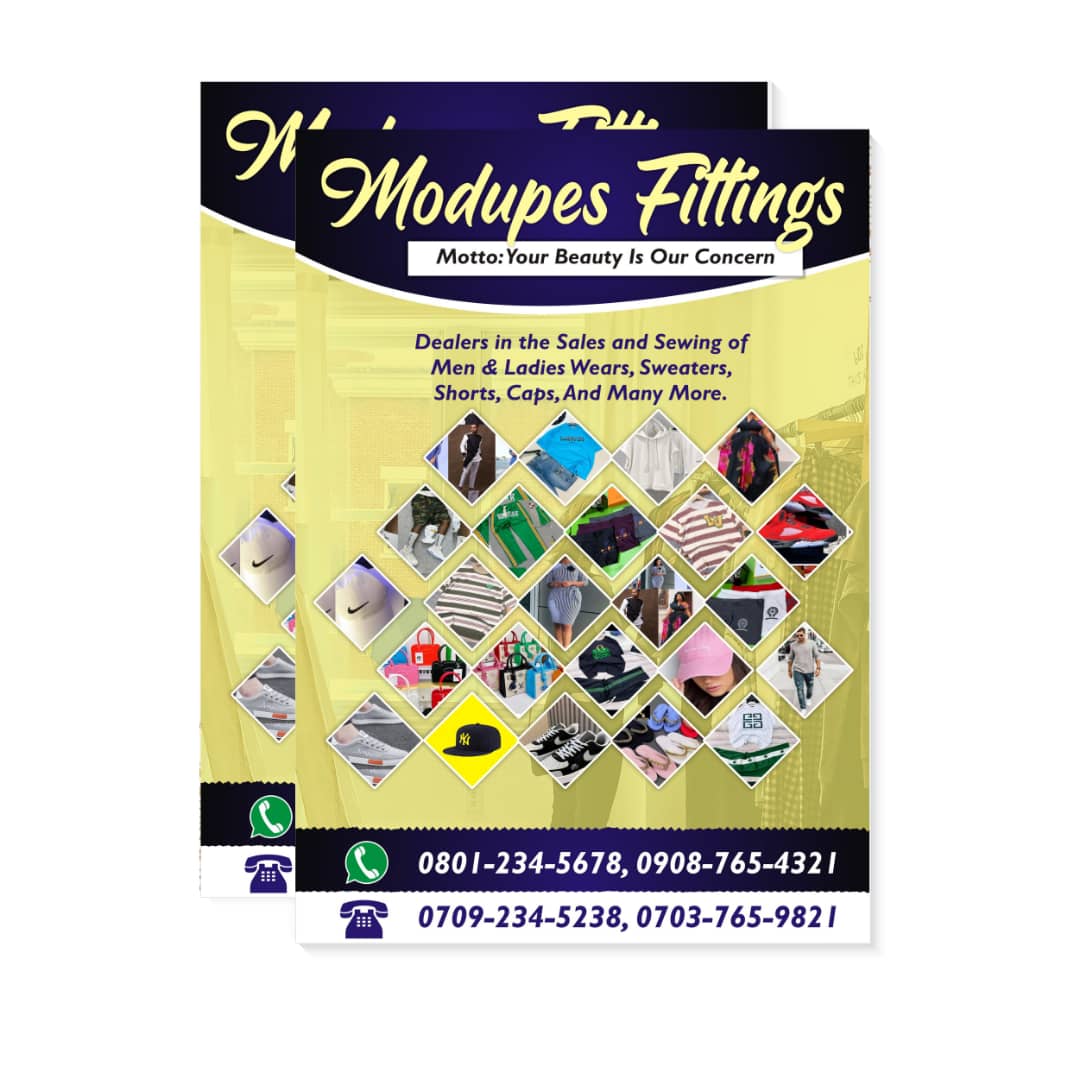 Modupes Fittings
Motto: Your Beauty Is Our Concern
Dealers in the Sales and Sewing of
Men & Ladies Wears, Sweaters,
Shorts, Caps, And Many More.
0801-234-5678, 0908-765-4321
0709-234-5238, 0703-765-9821